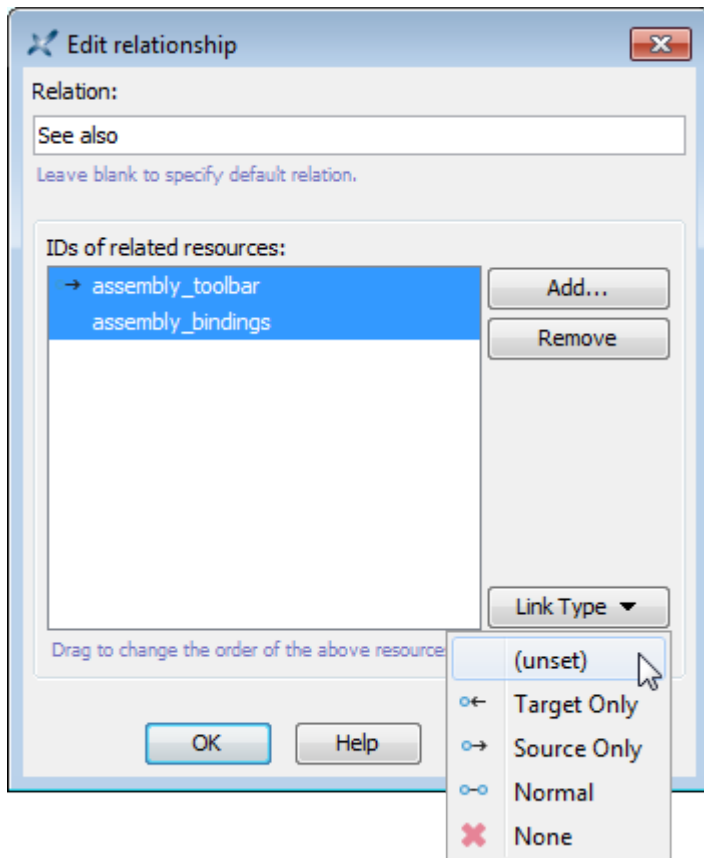 Edit relationship
Relation:
See also
Leave blank to specify default relation.
IDs of related resources:
assembly_toolbar
assembly_bindings
Add...
Remove
Link Type
Drag to change the order of the above resource
(unset)
Target Only
Source Only
Normal
None
OK
Help